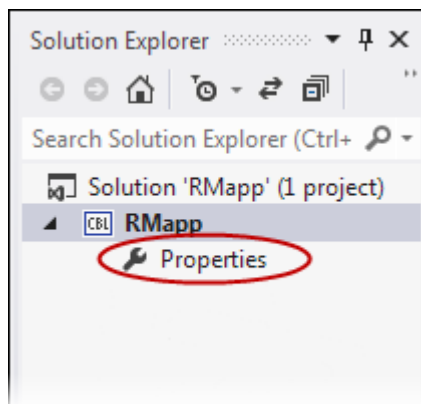 Solution Explorer
Search Solution Explorer (Ctrl+
Solution 'RMapp' (1 project)
CBL RMapp
Properties